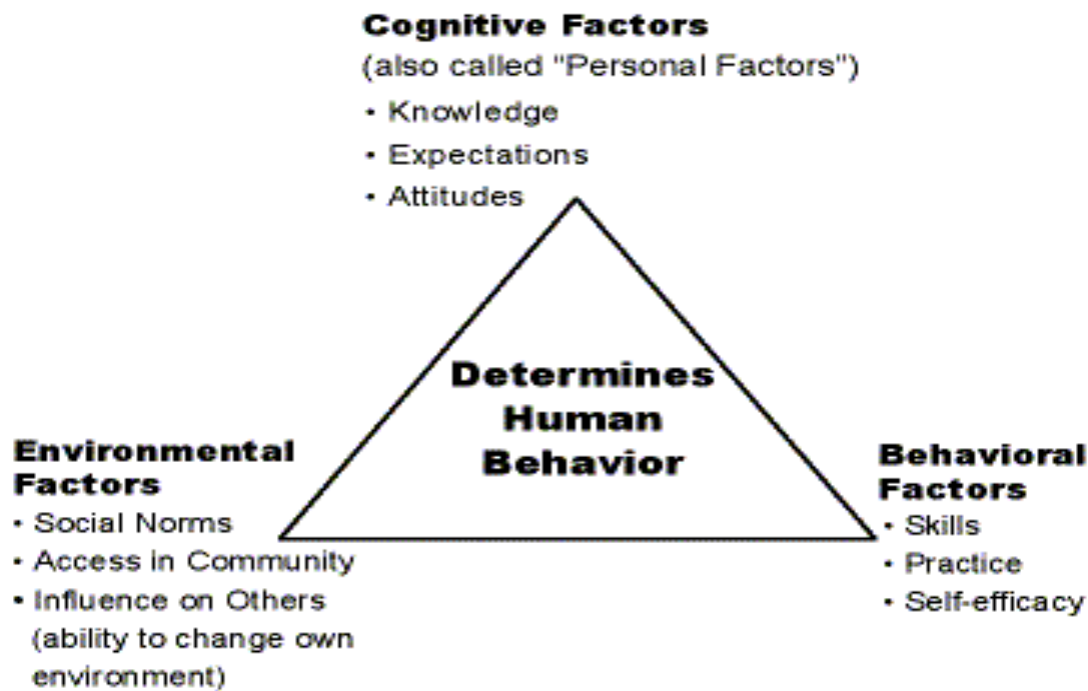 Cognitive Factors
(also called "Personal Factors")
• Knowledge
• Expectations
• Attitudes
Determines
Human
Behavior
Environmental
Factors
• Social Norms
• Access in Community
• Influence on Others
(ability to change own
environment)
Behavioral
Factors
• Skills
• Practice
• Self-efficacy